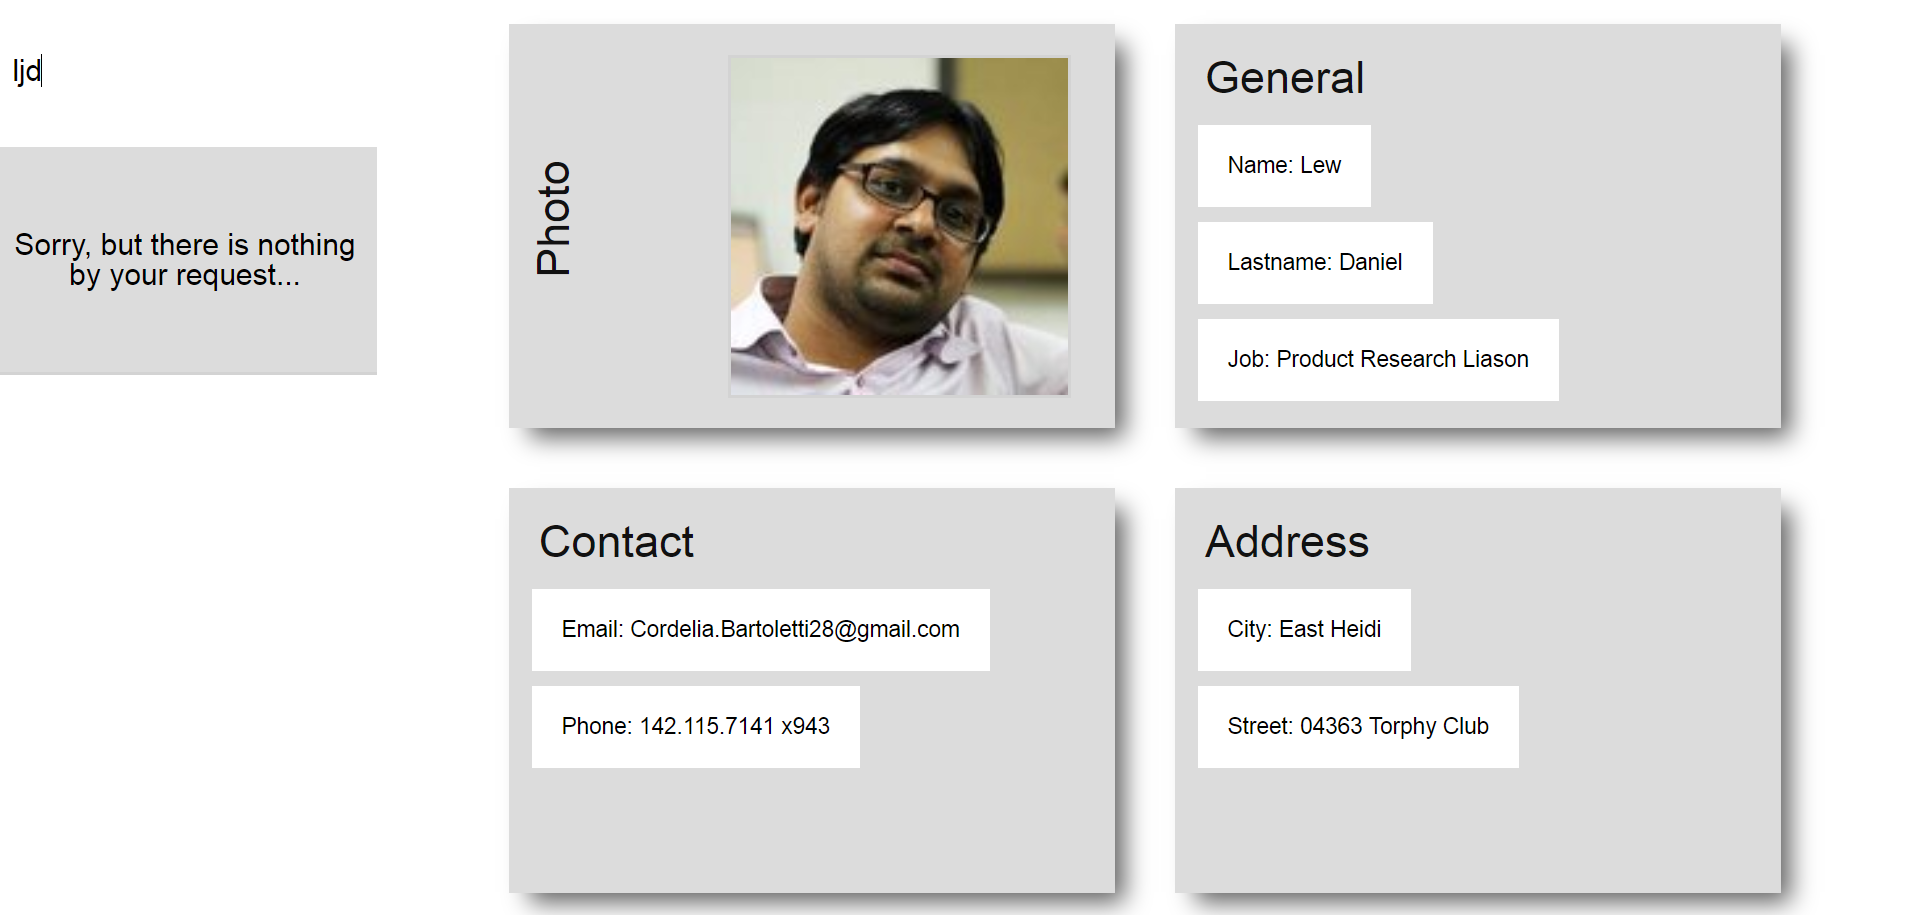 ljd
Sorry, but there is nothing
by your request...
Photo
General
Name: Lew
Lastname: Daniel
Job: Product Research Liason
Contact
Email: Cordelia.Bartoletti28@gmail.com
Phone: 142.115.7141 x943
Address
City: East Heidi
Street: 04363 Torphy Club